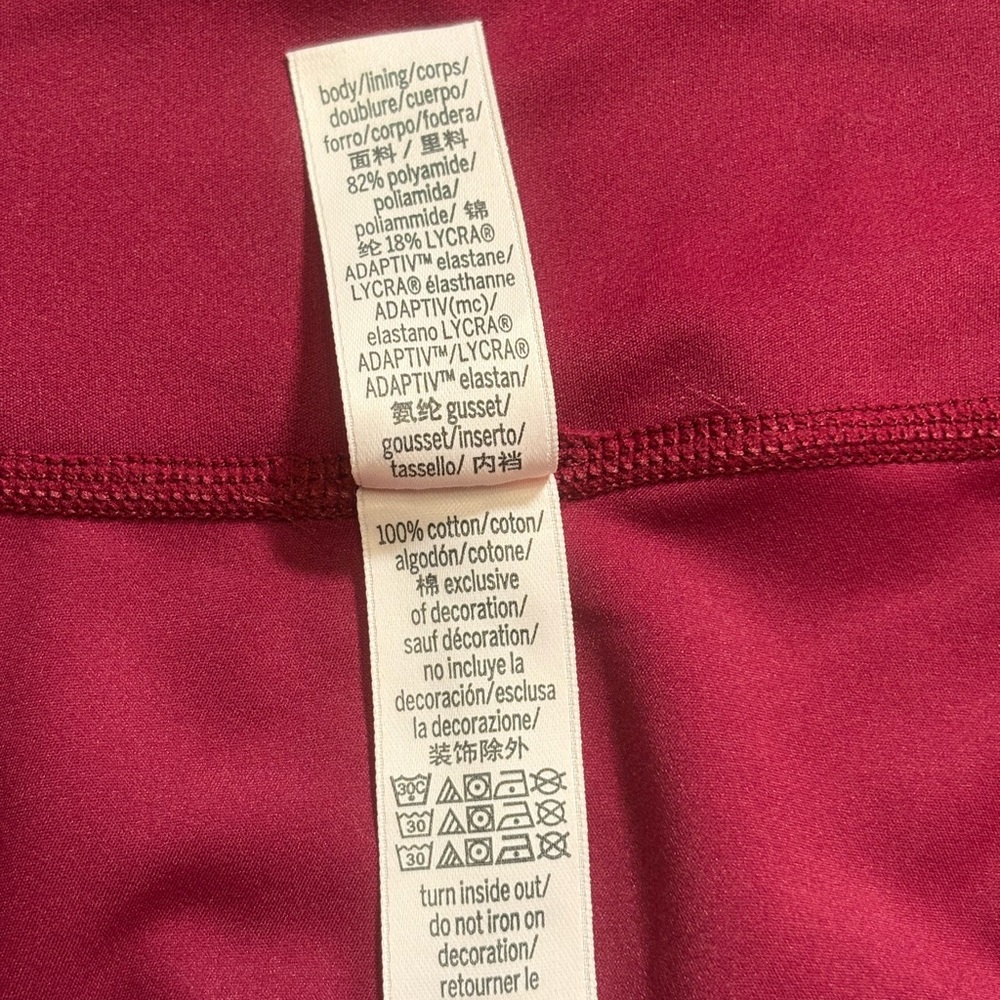 body/lining/corps/
doublure/cuerpo/
forro/corpo/fodera/
面料 / 里料
82% polyamide/
poliamida/
poliammide/ 锦
纶 18% LYCRA®
ADAPTIV™ elastane/
LYCRA® élasthanne
ADAPTIV(mc)/
elastano LYCRA®
ADAPTIV™/LYCRA®
ADAPTIV™ elastan/
氨纶 gusset/
gousset/inserto/
tassello/ 内裆
100% cotton/coton/
algodón/cotone/
棉 exclusive
of decoration/
sauf décoration/
no incluye la
decoración/esclusa
la decorazione/
装饰除外
30C
30
30
turn inside out/
do not iron on
decoration/
retourner le